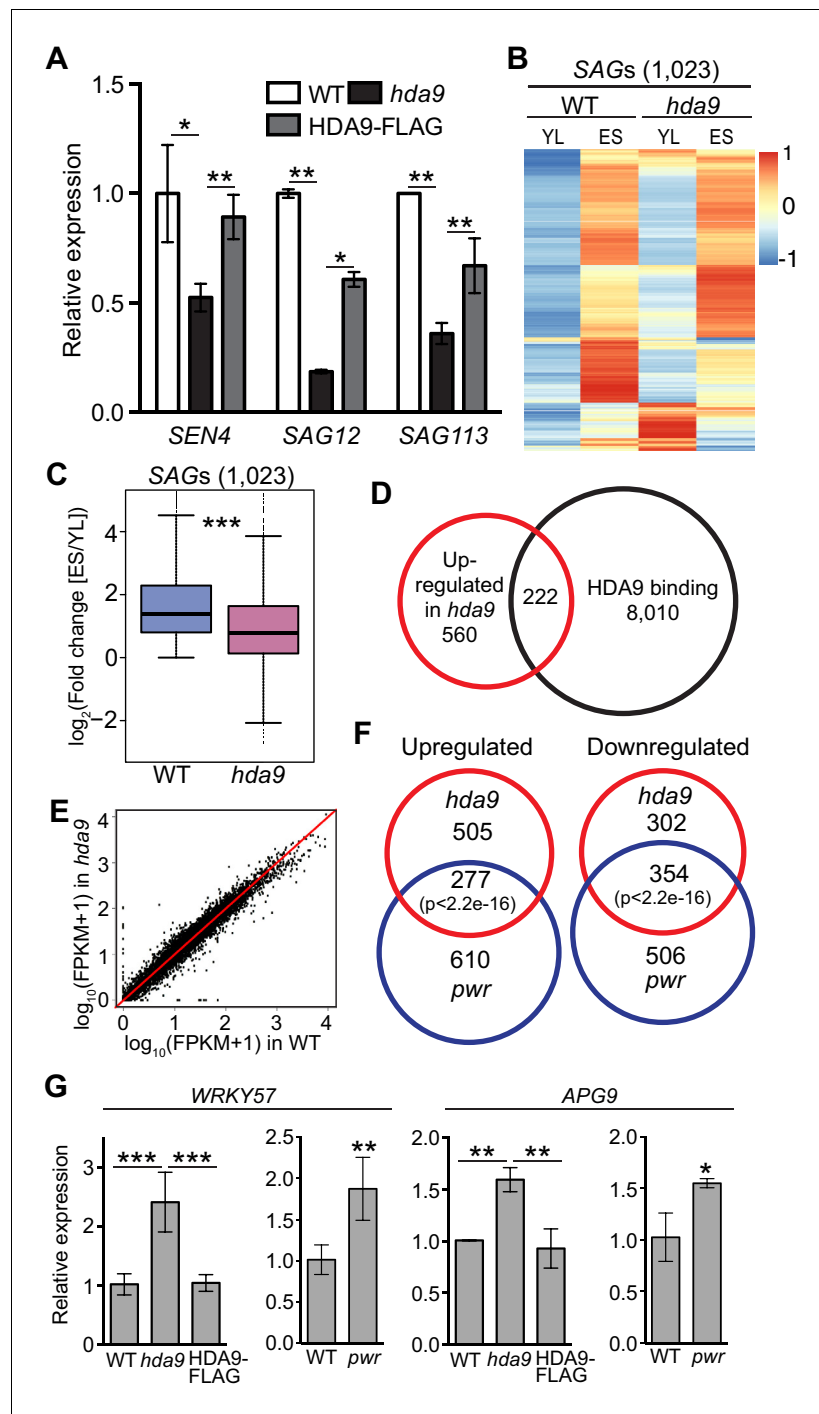 A
1.5
1.0
0.5
0.0
Relative expression
WT hda9
HDA9-FLAG
* **
** *
** **
SEN4 SAG12 SAG113
B
SAGs (1,023)
WT hda9
YL ES YL ES
1
0
-1
C
SAGs (1,023)
***
4
2
0
−2
log2(Fold change [ES/YL])
WT hda9
D
Up-
regulated
in hda9
560
222
HDA9 binding
8,010
E
4
3
2
1
0
log10(FPKM+1) in hda9
0 1 2 3 4
log10(FPKM+1) in WT
F
Upregulated Downregulated
hda9
505
277
(p<2.2e-16)
610
pwr
hda9
302
354
(p<2.2e-16)
506
pwr
G
WRKY57
APG9
Relative expression
3
2
1
0
*** ***
WT hda9 HDA9-
FLAG
2.5
2.0
1.5
1.0
0.5
0.0
**
WT pwr
2.0
1.5
1.0
0.5
0.0
** **
WT hda9 HDA9-
FLAG
2.0
1.5
1.0
0.5
0.0
*
WT pwr